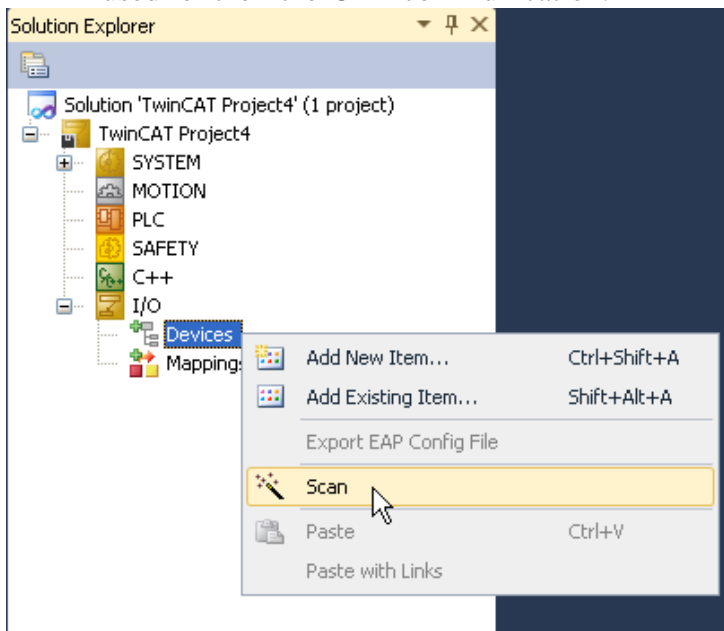 Solution Explorer
Solution 'TwinCAT Project4' (1 project)
TwinCAT Project4
SYSTEM
MOTION
PLC
SAFETY
C++
I/O
Devices
Mappings
Add New Item... Ctrl+Shift+A
Add Existing Item... Shift+Alt+A
Export EAP Config File
Scan
Paste Ctrl+V
Paste with Links